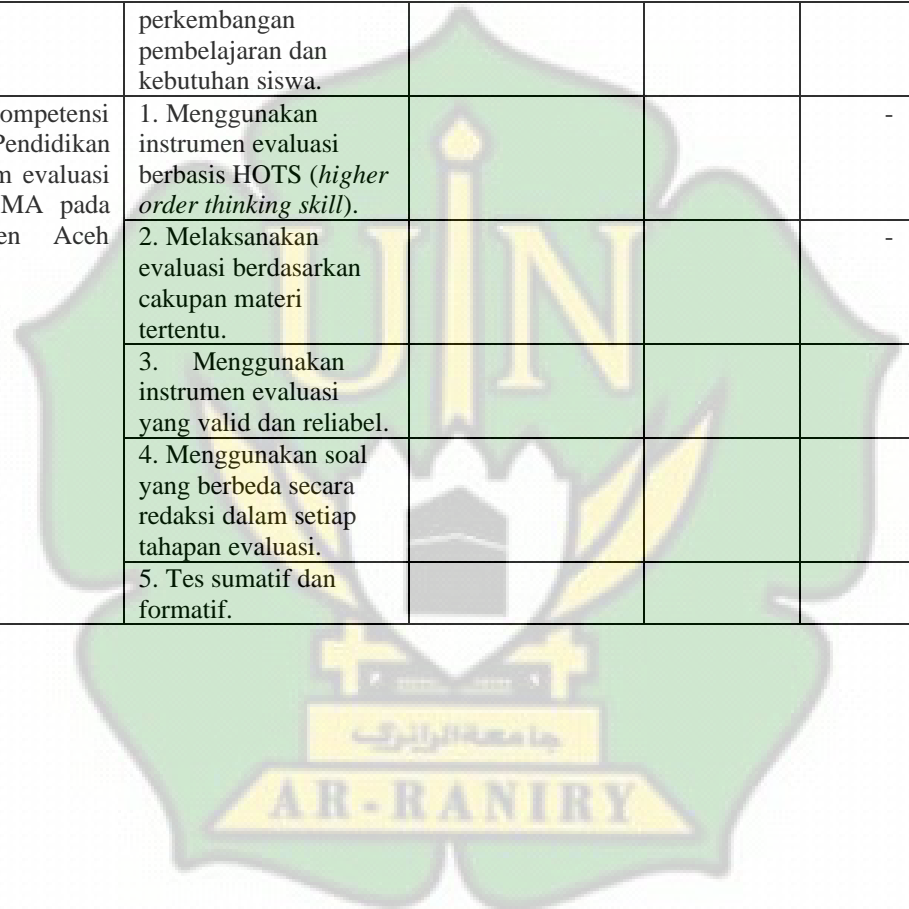 perkembangan
pembelajaran dan
kebutuhan siswa.
ompetensi
Pendidikan
evaluasi
MA pada
en Aceh
1. Menggunakan
instrumen evaluasi
berbasis HOTS (higher
order thinking skill).
-
2. Melaksanakan
evaluasi berdasarkan
cakupan materi
tertentu.
-
3. Menggunakan
instrumen evaluasi
yang valid dan reliabel.
4. Menggunakan soal
yang berbeda secara
redaksi dalam setiap
tahapan evaluasi.
5. Tes sumatif dan
formatif.
UIN
جامعة الرانري
AR-RANIRY